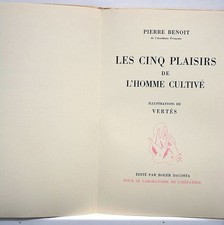 PIERRE BENOIT
de l'Académie Française
LES CINQ PLAISIRS
DE
L'HOMME CULTIVÉ
ILLUSTRATIONS DE
VERTÈS
ÉDITÉ PAR ROGER DACOSTA
POUR LE LABORATOIRE DE L'HÉPATROL